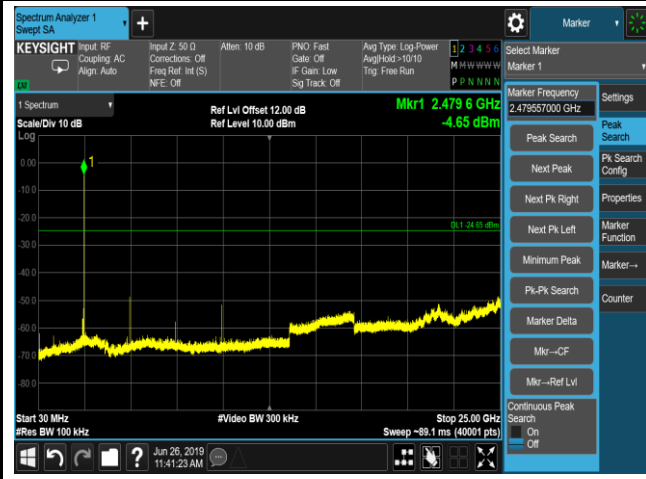 Spectrum Analyzer 1
Swept SA
Marker
KEYSIGHT
Input: RF
Coupling: AC
Align: Auto
Input Z: 50 Ω
Corrections: Off
Freq Ref: Int (S)
NFE: Off
Atten: 10 dB
PNO: Fast
Gate: Off
IF Gain: Low
Sig Track: Off
Avg Type: Log-Power
Avg|Hold:>10/10
Trig: Free Run
1 2 3 4 5 6
M M W W W W
P P N N N N
Select Marker
Marker 1
1 Spectrum
Scale/Div 10 dB
Log
Ref Lvl Offset 12.00 dB
Ref Level 10.00 dBm
Mkr1 2.479 6 GHz
-4.65 dBm
0.00
-10.0
-20.0
-30.0
-40.0
-50.0
-60.0
-70.0
-80.0
1
DL1 -24.65 dBm
Start 30 MHz
#Res BW 100 kHz
#Video BW 300 kHz
Stop 25.00 GHz
Sweep ~89.1 ms (40001 pts)
Marker Frequency
2.479557000 GHz
Peak Search
Next Peak
Next Pk Right
Next Pk Left
Minimum Peak
Pk-Pk Search
Marker Delta
Mkr→CF
Mkr→Ref Lvl
Continuous Peak
Search
On
Off
Settings
Peak
Search
Pk Search
Config
Properties
Marker
Function
Marker→
Counter
?
Jun 26, 2019
11:41:23 AM